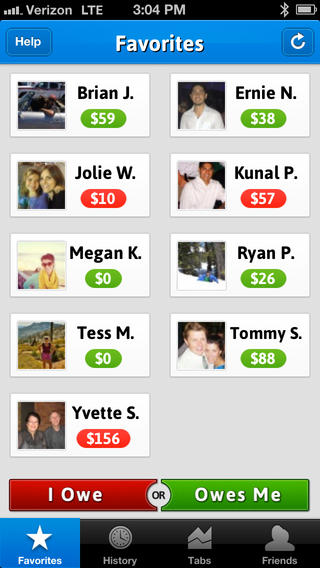 Verizon LTE 3:04 PM
Help Favorites
Brian J. Ernie N.
$59 $38
Jolie W. Kunal P.
$10 $57
Megan K. Ryan P.
$0 $26
Tess M. Tommy S.
$0 $88
Yvette S.
$156
I Owe OR Owes Me
Favorites History Tabs Friends